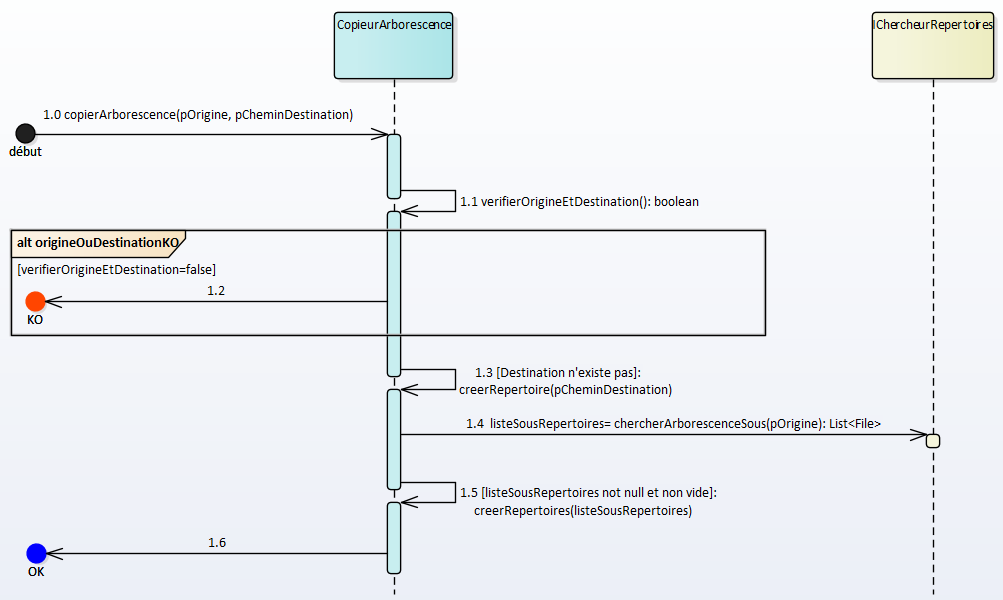 CopieurArborescence
IChercheurRepertoires
1.0 copierArborescence(pOrigine, pCheminDestination)
début
1.1 verifierOrigineEtDestination(): boolean
alt origineOuDestinationKO
[verifierOrigineEtDestination=false]
1.2
KO
1.3 [Destination n'existe pas]:
creerRepertoire(pCheminDestination)
1.4 listeSousRepertoires= chercherArborescenceSous(pOrigine): List<File>
1.5 [listeSousRepertoires not null et non vide]:
creerRepertoires(listeSousRepertoires)
1.6
OK